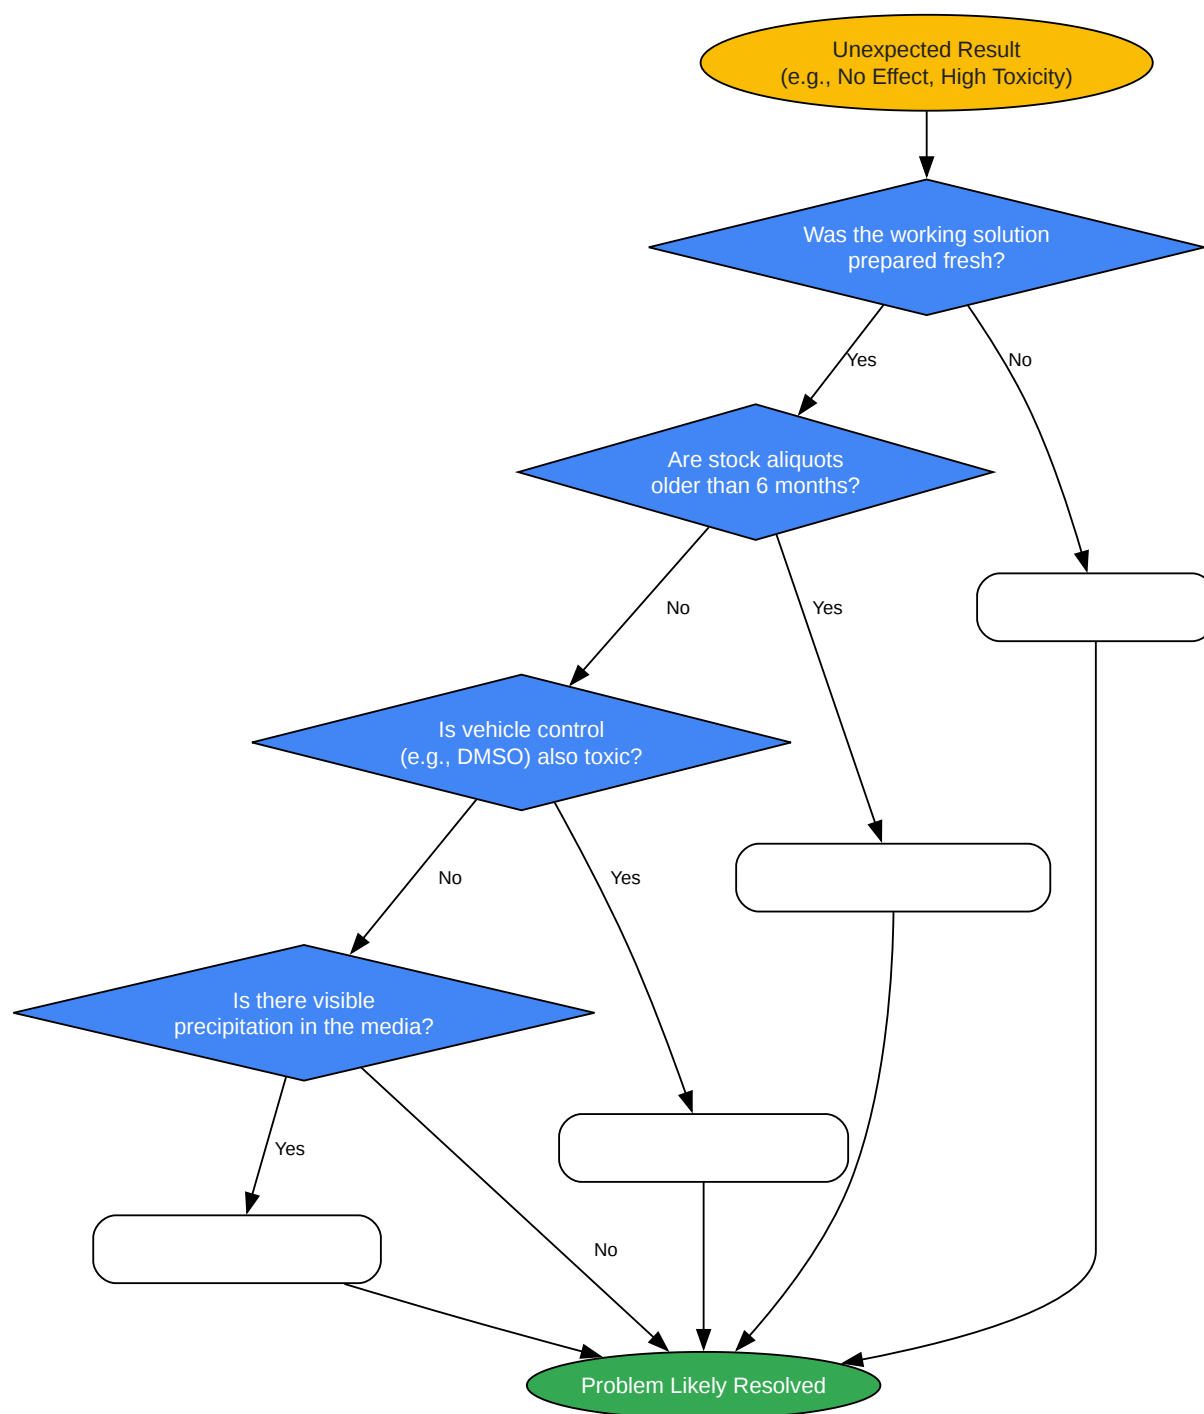 Unexpected Result
(e.g., No Effect, High Toxicity)
Was the working solution
prepared fresh?
Yes
No
Are stock aliquots
older than 6 months?
No
Yes
Is vehicle control
(e.g., DMSO) also toxic?
No
Yes
Is there visible
precipitation in the media?
Yes
No
Problem Likely Resolved